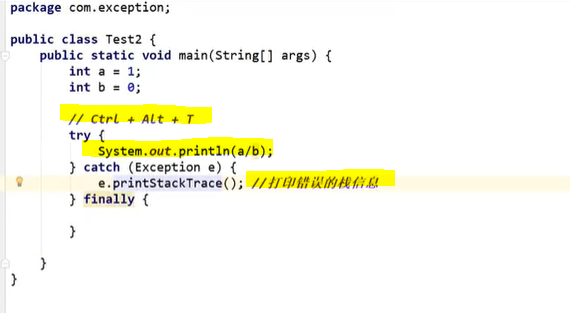 package com.exception;
public class Test2 {
public static void main(String[] args) {
int a = 1;
int b = 0;
// Ctrl + Alt + T
try {
System.out.println(a/b);
} catch (Exception e) {
e.printStackTrace(); //打印错误的栈信息
} finally {
}
}
}